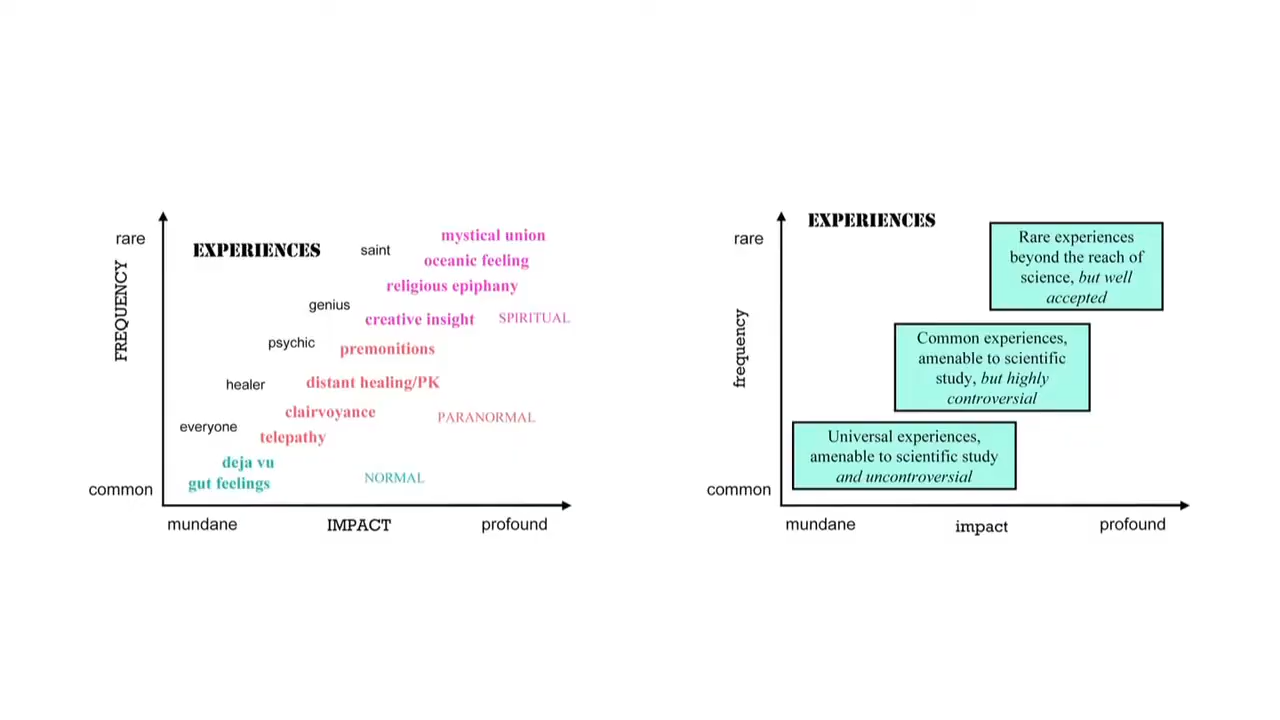 EXPERIENCES
rare
FREQUENCY
common
saint
mystical union
oceanic feeling
religious epiphany
genius
creative insight
SPIRITUAL
psychic
premonitions
healer
distant healing/PK
clairvoyance
PARANORMAL
everyone
telepathy
deja vu
gut feelings
NORMAL
mundane
IMPACT
profound
EXPERIENCES
rare
frequency
common
Rare experiences
beyond the reach of
science, but well
accepted
Common experiences,
amenable to scientific
study, but highly
controversial
Universal experiences,
amenable to scientific study
and uncontroversial
mundane
impact
profound